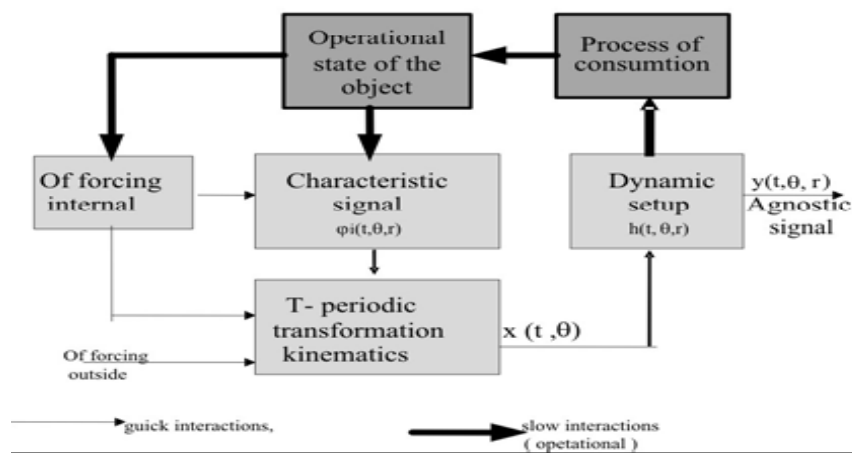 Operational
state of the
object
Process of
consumtion
Of forcing
internal
Characteristic
signal
φi(t,θ,r)
Dynamic
setup
h(t, θ,r)
y(t,θ, r)
Agnostic
signal
T- periodic
transformation
kinematics
x (t ,θ)
Of forcing
outside
guick interactions,
slow interactions
( opetational )